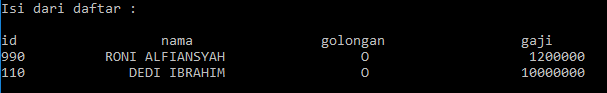 Isi dari daftar :
id nama golongan gaji
990 RONI ALFIANSYAH O 1200000
110 DEDI IBRAHIM O 10000000